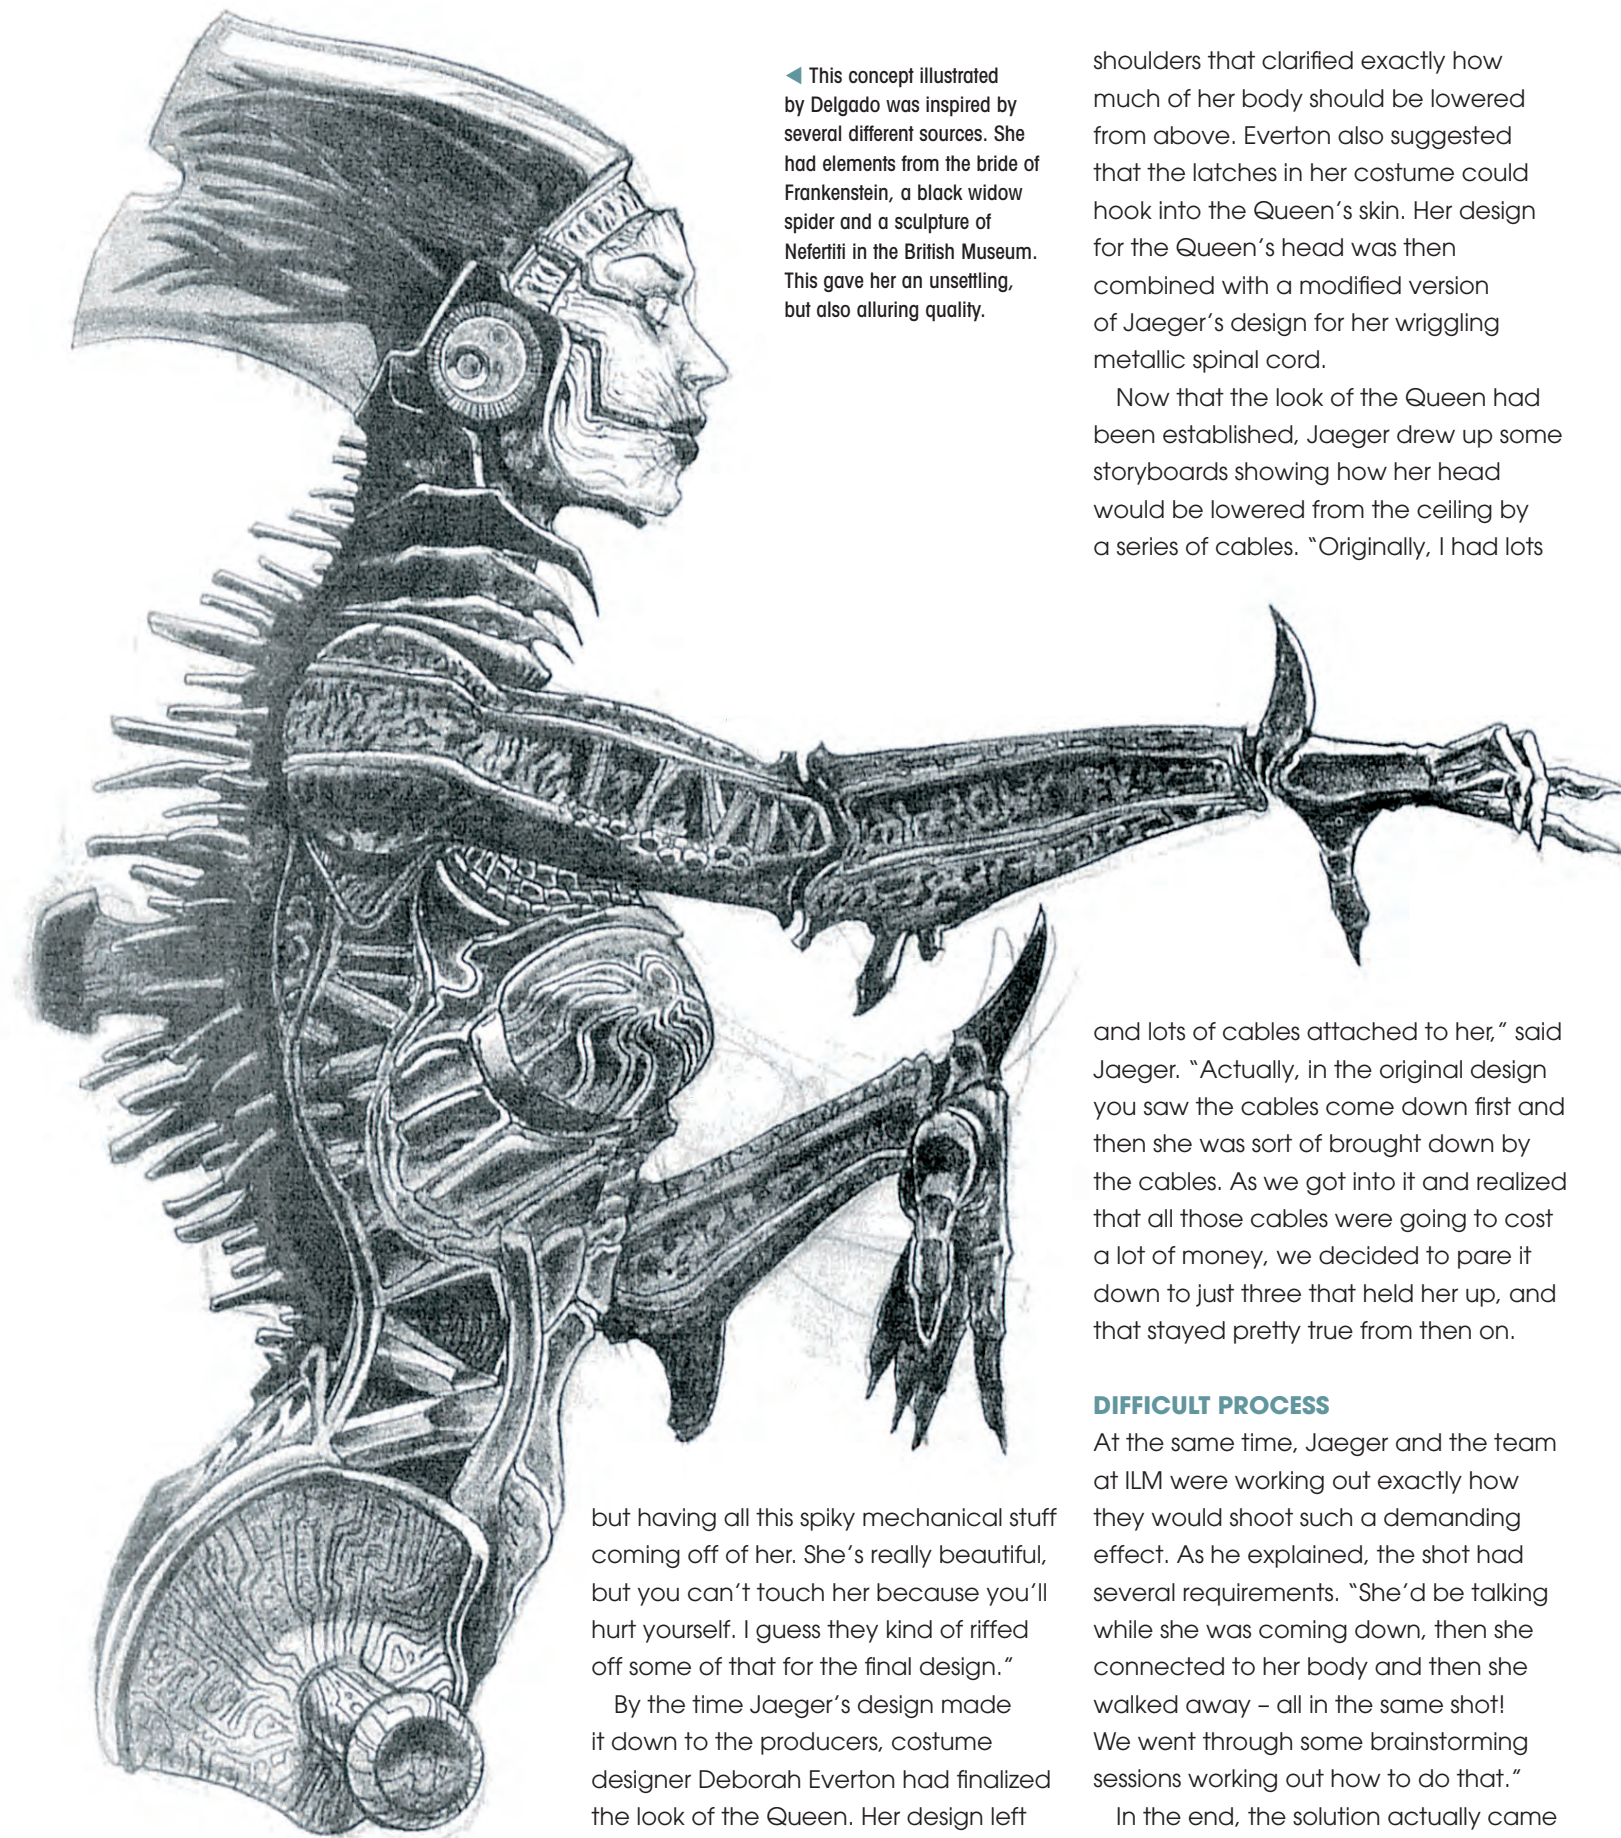 ◀ This concept illustrated
by Delgado was inspired by
several different sources. She
had elements from the bride of
Frankenstein, a black widow
spider and a sculpture of
Nefertiti in the British Museum.
This gave her an unsettling,
but also alluring quality.
but having all this spiky mechanical stuff
coming off of her. She’s really beautiful,
but you can’t touch her because you’ll
hurt yourself. I guess they kind of riffed
off some of that for the final design.”
By the time Jaeger’s design made
it down to the producers, costume
designer Deborah Everton had finalized
the look of the Queen. Her design left
shoulders that clarified exactly how
much of her body should be lowered
from above. Everton also suggested
that the latches in her costume could
hook into the Queen’s skin. Her design
for the Queen’s head was then
combined with a modified version
of Jaeger’s design for her wriggling
metallic spinal cord.
Now that the look of the Queen had
been established, Jaeger drew up some
storyboards showing how her head
would be lowered from the ceiling by
a series of cables. “Originally, I had lots
and lots of cables attached to her,” said
Jaeger. “Actually, in the original design
you saw the cables come down first and
then she was sort of brought down by
the cables. As we got into it and realized
that all those cables were going to cost
a lot of money, we decided to pare it
down to just three that held her up, and
that stayed pretty true from then on.
DIFFICULT PROCESS
At the same time, Jaeger and the team
at ILM were working out exactly how
they would shoot such a demanding
effect. As he explained, the shot had
several requirements. “She’d be talking
while she was coming down, then she
connected to her body and then she
walked away – all in the same shot!
We went through some brainstorming
sessions working out how to do that.”
In the end, the solution actually came